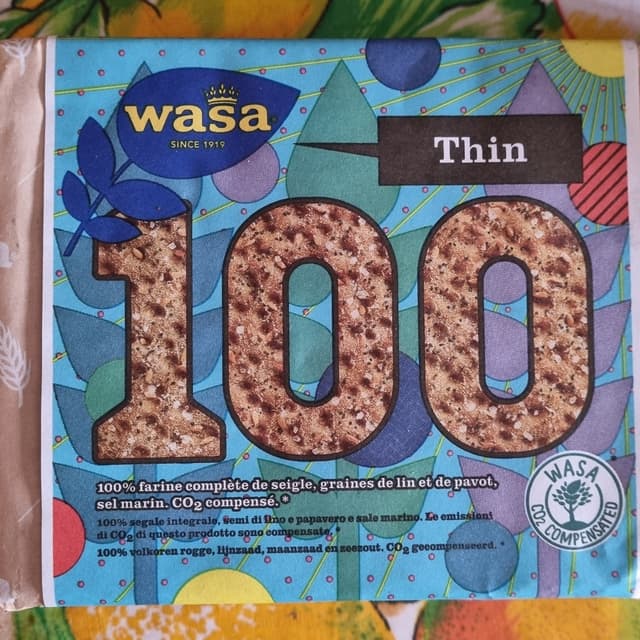 wasa
SINCE 1919
Thin
100
100% farine complète de seigle, graines de lin et de pavot,
sel marin. CO₂ compensé.*
100% segale integrale, semi di lino e papavero e sale marino. Le emissioni
di CO₂ di questo prodotto sono compensate.*
100% volkoren rogge, lijnzaad, maanzaad en zeezout. CO₂ gecompenseerd.*
WASA
CO₂ COMPENSATED